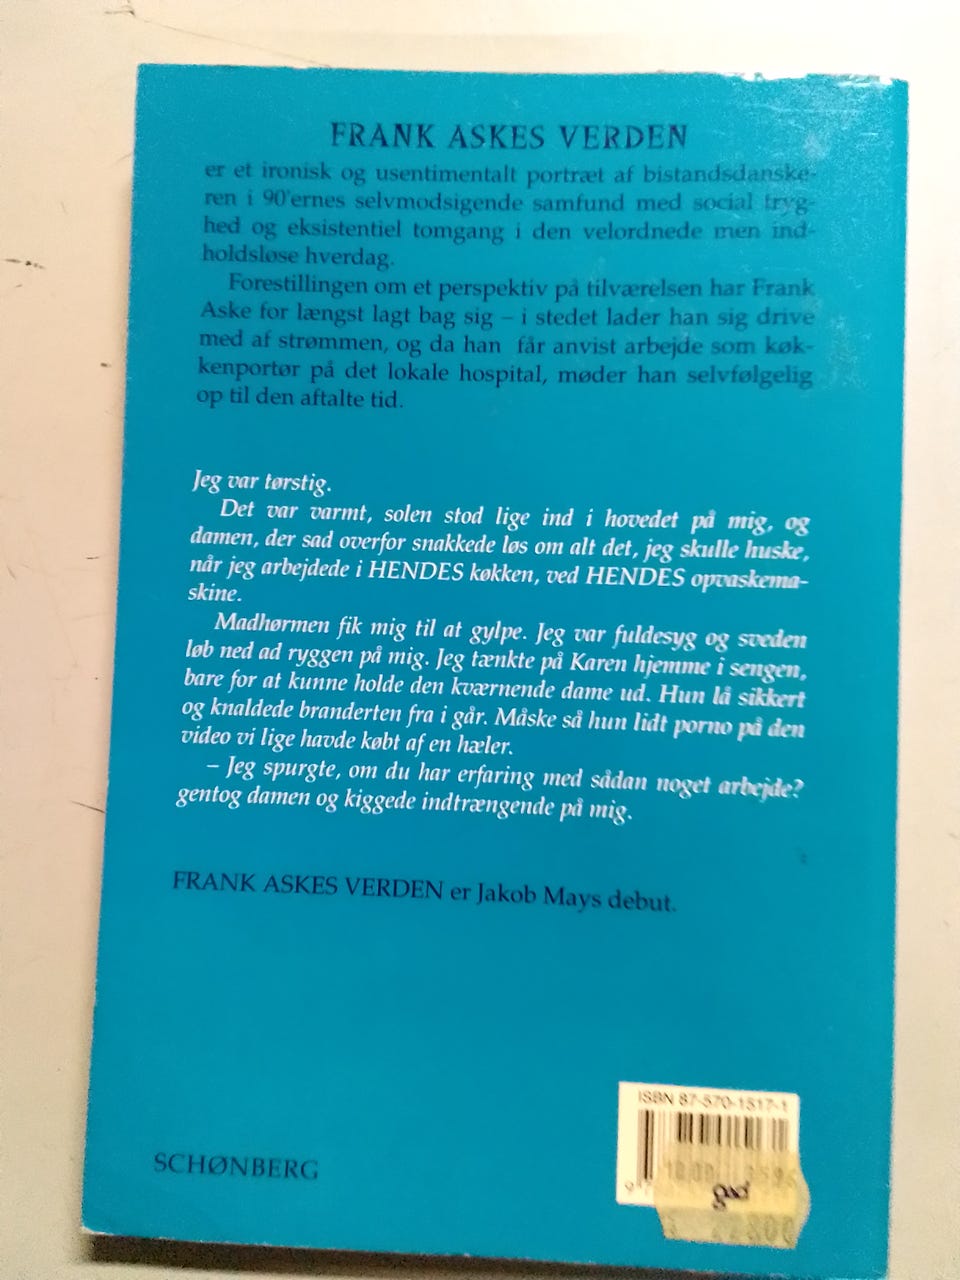 FRANK ASKES VERDEN
er et ironisk og usentimentalt portræt af bistandsdanske-
ren i 90'ernes selvmodsigende samfund med social tryg-
hed og eksistentiel tomgang i den velordnede men ind-
holdsløse hverdag.
Forestillingen om et perspektiv på tilværelsen har Frank
Aske for længst lagt bag sig – i stedet lader han sig drive
med af strømmen, og da han får anvist arbejde som køk-
kenportør på det lokale hospital, møder han selvfølgelig
op til den aftalte tid.
Jeg var tørstig.
Det var varmt, solen stod lige ind i hovedet på mig, og
damen, der sad overfor snakkede løs om alt det, jeg skulle huske,
når jeg arbejdede i HENDES køkken, ved HENDES opvaskema-
skine.
Madhørmen fik mig til at gylpe. Jeg var fuldesyg og sveden
løb ned ad ryggen på mig. Jeg tænkte på Karen hjemme i sengen,
bare for at kunne holde den kværnende dame ud. Hun lå sikkert
og knaldede branderten fra i går. Måske så hun lidt porno på den
video vi lige havde købt af en hæler.
– Jeg spurgte, om du har erfaring med sådan noget arbejde?
gentog damen og kiggede indtrængende på mig.
FRANK ASKES VERDEN er Jakob Mays debut.
SCHØNBERG
ISBN 87-570-1517-1
gad
22800